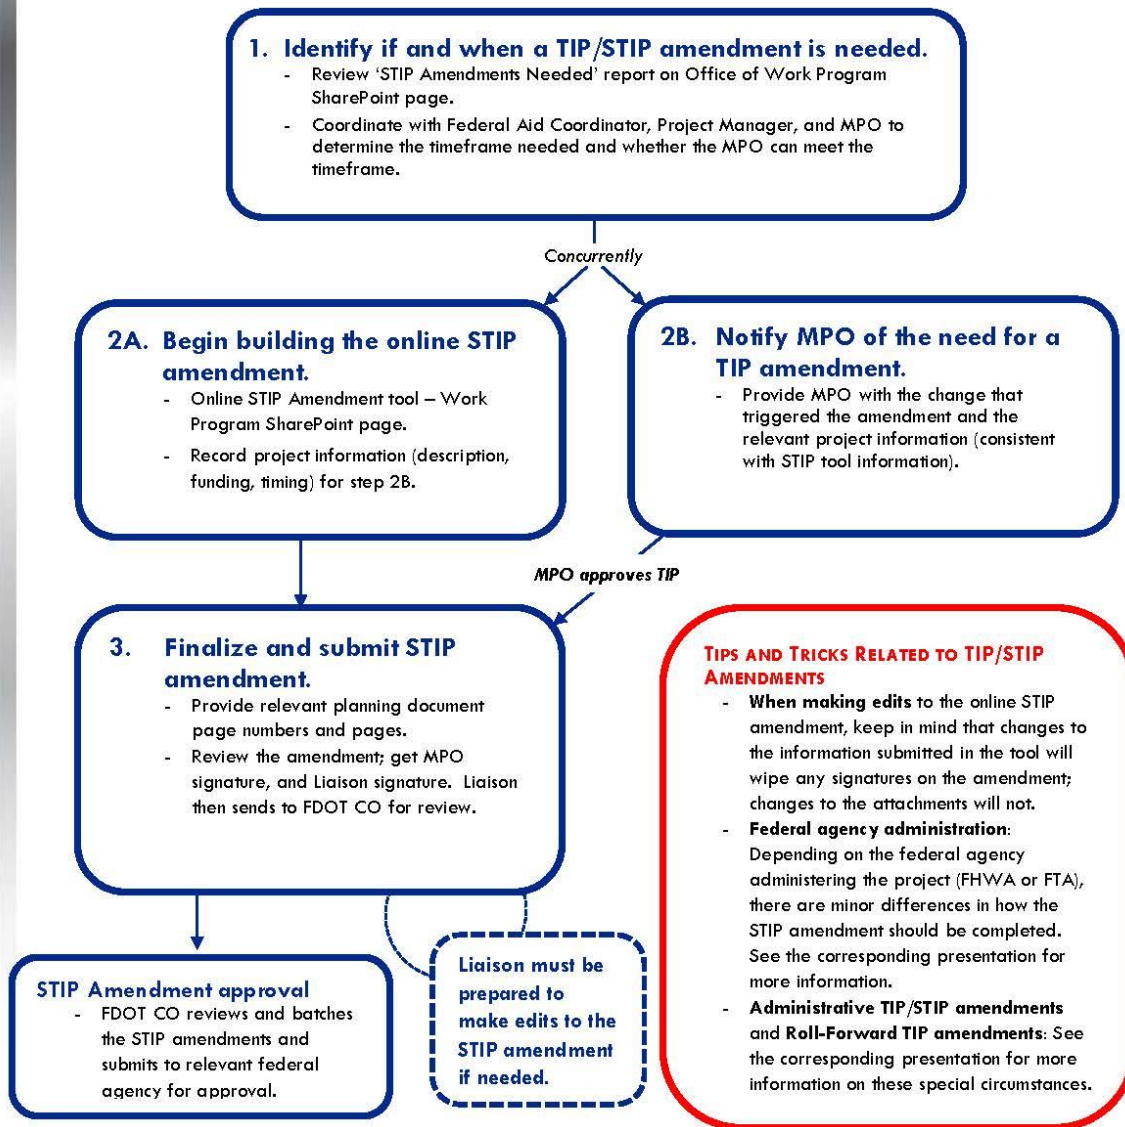 1. Identify if and when a TIP/STIP amendment is needed.
- Review ‘STIP Amendments Needed’ report on Office of Work Program
SharePoint page.
- Coordinate with Federal Aid Coordinator, Project Manager, and MPO to
determine the timeframe needed and whether the MPO can meet the
timeframe.
Concurrently
2A. Begin building the online STIP
amendment.
- Online STIP Amendment tool – Work
Program SharePoint page.
- Record project information (description,
funding, timing) for step 2B.
2B. Notify MPO of the need for a
TIP amendment.
- Provide MPO with the change that
triggered the amendment and the
relevant project information (consistent
with STIP tool information).
MPO approves TIP
3. Finalize and submit STIP
amendment.
- Provide relevant planning document
page numbers and pages.
- Review the amendment; get MPO
signature, and Liaison signature. Liaison
then sends to FDOT CO for review.
STIP Amendment approval
- FDOT CO reviews and batches
the STIP amendments and
submits to relevant federal
agency for approval.
Liaison must be
prepared to
make edits to the
STIP amendment
if needed.
TIPS AND TRICKS RELATED TO TIP/STIP
AMENDMENTS
- When making edits to the online STIP
amendment, keep in mind that changes to
the information submitted in the tool will
wipe any signatures on the amendment;
changes to the attachments will not.
- Federal agency administration:
Depending on the federal agency
administering the project (FHWA or FTA),
there are minor differences in how the
STIP amendment should be completed.
See the corresponding presentation for
more information.
- Administrative TIP/STIP amendments
and Roll-Forward TIP amendments: See
the corresponding presentation for more
information on these special circumstances.